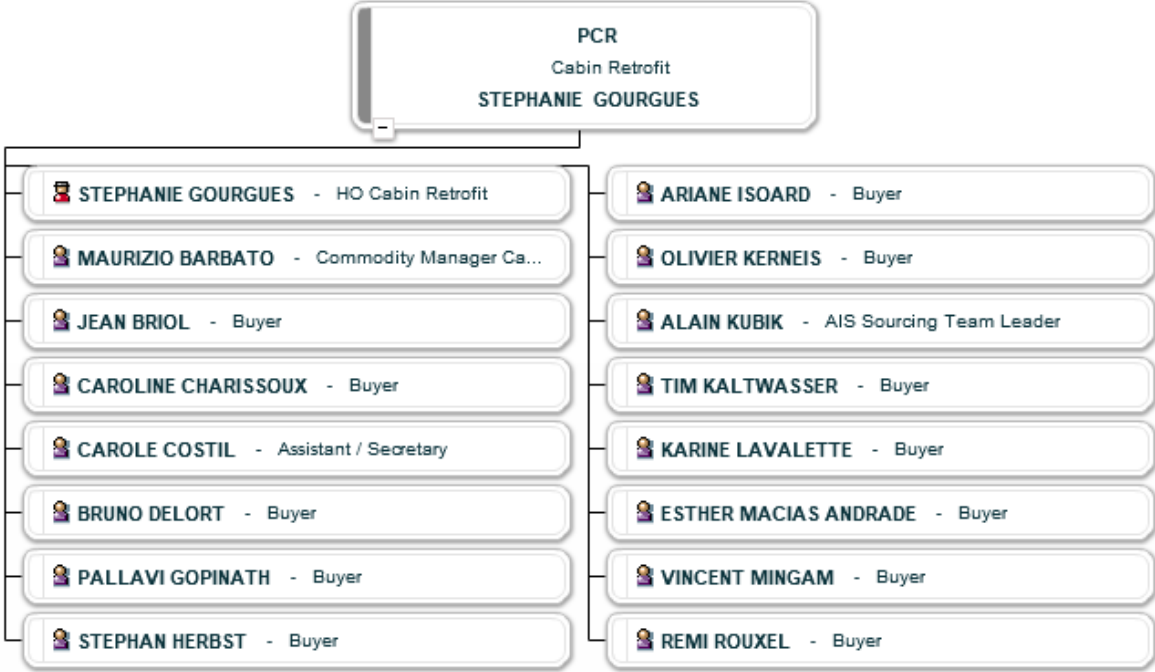 PCR
Cabin Retrofit
STEPHANIE GOURGUES
STEPHANIE GOURGUES - HO Cabin Retrofit
MAURIZIO BARBATO - Commodity Manager Ca...
JEAN BRIOL - Buyer
CAROLINE CHARISSOUX - Buyer
CAROLE COSTIL - Assistant / Secretary
BRUNO DELORT - Buyer
PALLAVI GOPINATH - Buyer
STEPHAN HERBST - Buyer
ARIANE ISOARD - Buyer
OLIVIER KERNEIS - Buyer
ALAIN KUBIK - AIS Sourcing Team Leader
TIM KALTWASSER - Buyer
KARINE LAVALETTE - Buyer
ESTHER MACIAS ANDRADE - Buyer
VINCENT MINGAM - Buyer
REMI ROUXEL - Buyer